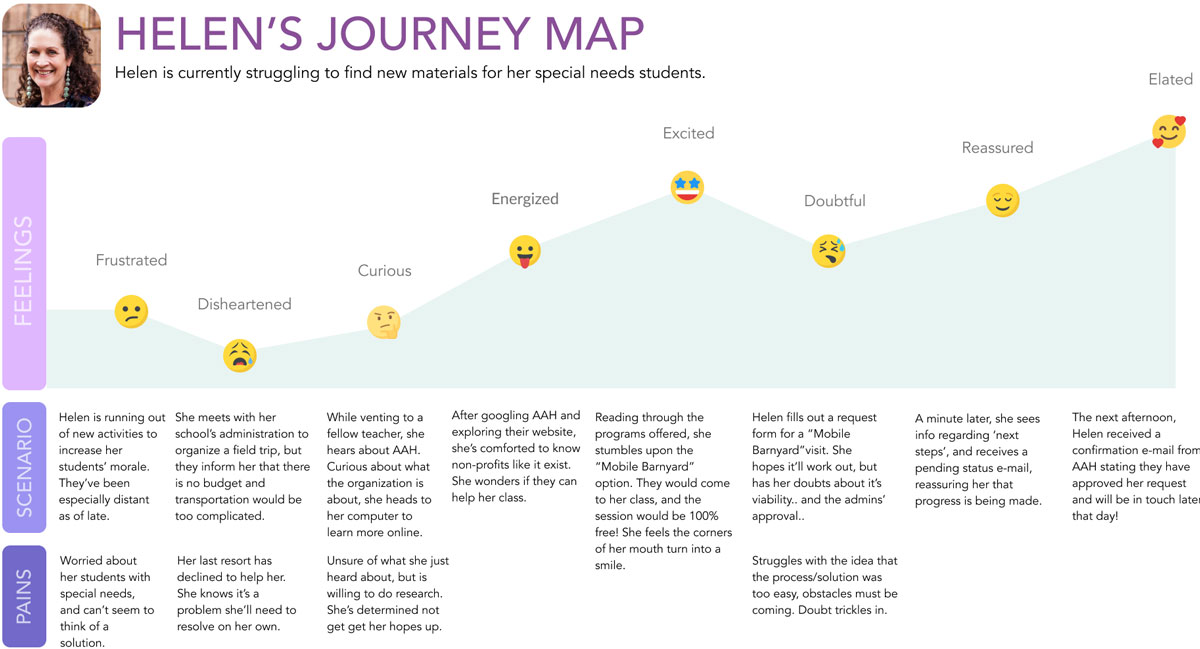 HELEN'S JOURNEY MAP
Helen is currently struggling to find new materials for her special needs students.
FEELINGS
Frustrated
Disheartened
Curious
Energized
Excited
Doubtful
Reassured
Elated
SCENARIO
Helen is running out
of new activities to
increase her
students' morale.
They've been
especially distant
as of late.
She meets with her
school's administration to
organize a field trip, but
they inform her that there
is no budget and
transportation would be
too complicated.
While venting to a
fellow teacher, she
hears about AAH.
Curious about what
the organization is
about, she heads to
her computer to
learn more online.
After googling AAH and
exploring their website,
she's comforted to know
non-profits like it exist.
She wonders if they can
help her class.
Reading through the
programs offered, she
stumbles upon the
"Mobile Barnyard"
option. They would come
to her class, and the
session would be 100%
free! She feels the corners
of her mouth turn into a
smile.
Helen fills out a request
form for a "Mobile
Barnyard"visit. She
hopes it'll work out, but
has her doubts about it's
viability.. and the admins'
approval..
A minute later, she sees
info regarding 'next
steps', and receives a
pending status e-mail,
reassuring her that
progress is being made.
The next afternoon,
Helen received a
confirmation e-mail from
AAH stating they have
approved her request
and will be in touch later
that day!
PAINS
Worried about
her students with
special needs,
and can't seem to
think of a
solution.
Her last resort has
declined to help her.
She knows it's a
problem she'll need to
resolve on her own.
Unsure of what she just
heard about, but is
willing to do research.
She's determined not
get get her hopes up.
Struggles with the idea that
the process/solution was
too easy, obstacles must be
coming. Doubt trickles in.